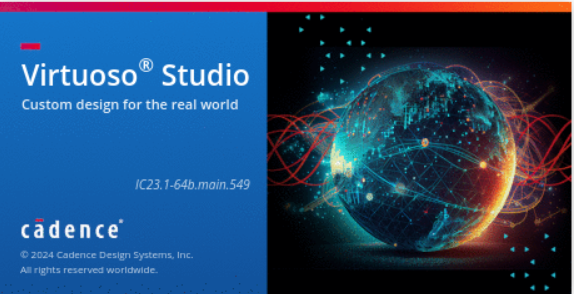 Virtuoso® Studio
Custom design for the real world
IC23.1-64b.main.549
cādence®
© 2024 Cadence Design Systems, Inc.
All rights reserved worldwide.